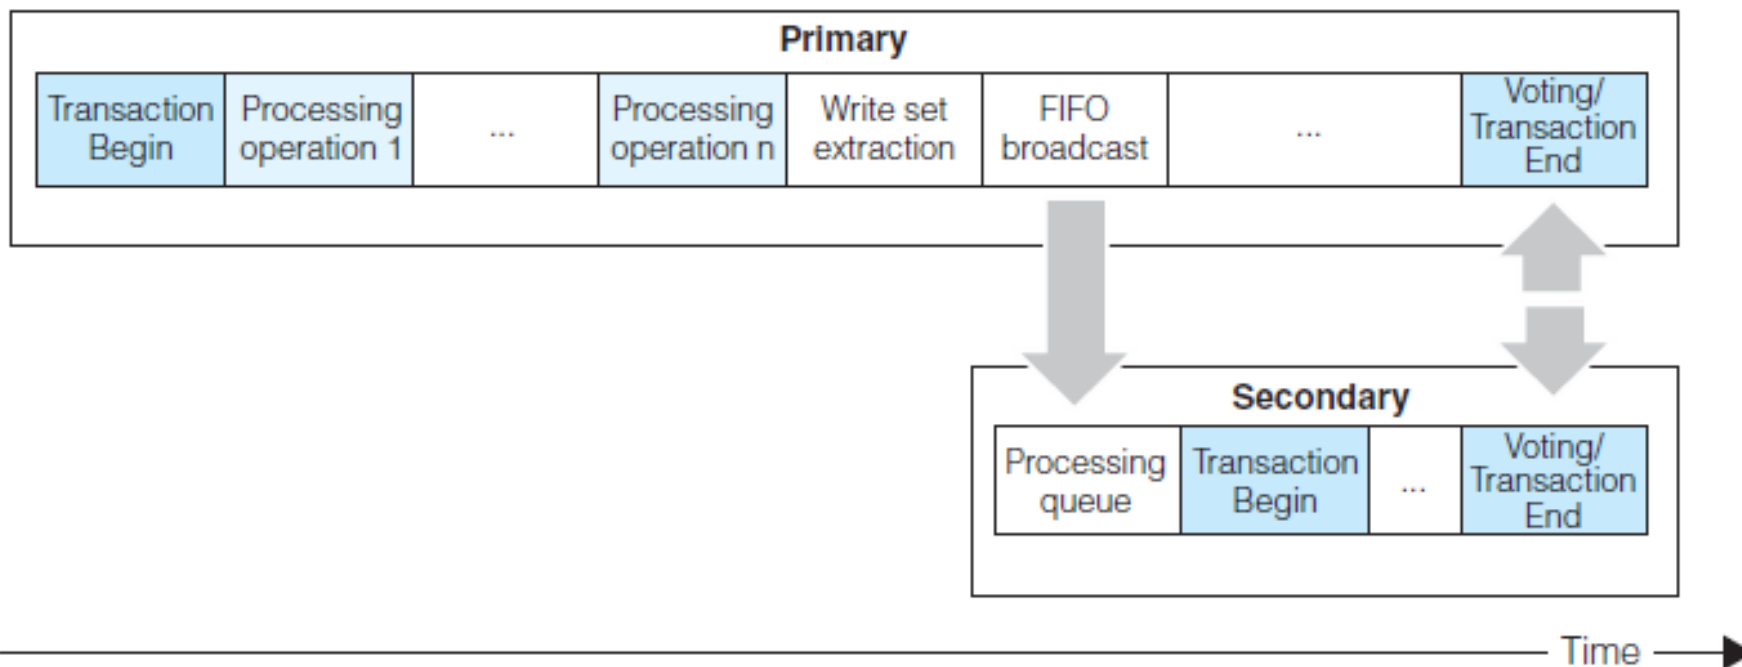 Primary
Transaction
Begin
Processing
operation 1
...
Processing
operation n
Write set
extraction
FIFO
broadcast
...
Voting/
Transaction
End
Secondary
Processing
queue
Transaction
Begin
...
Voting/
Transaction
End
Time